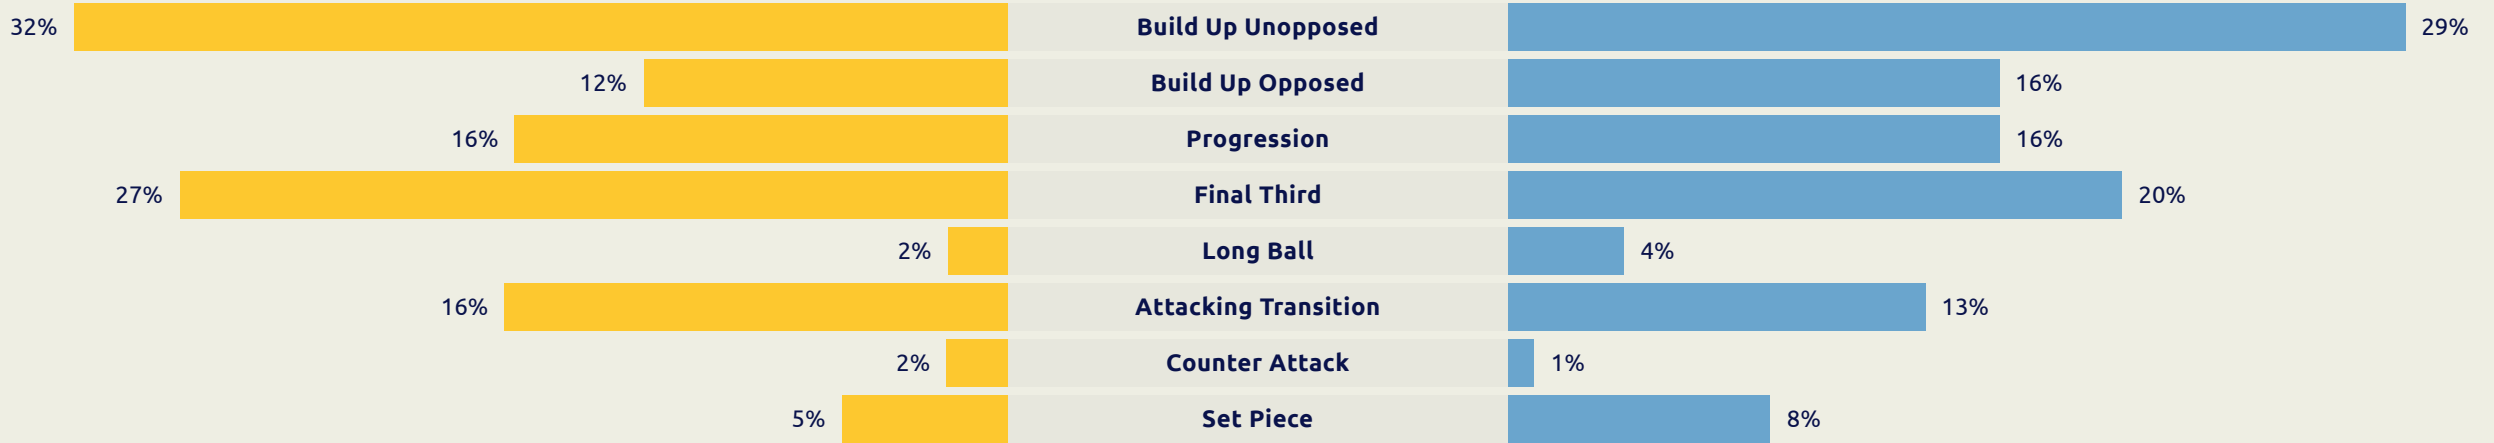 32% Build Up Unopposed 29%
12% Build Up Opposed 16%
16% Progression 16%
27% Final Third 20%
2% Long Ball 4%
16% Attacking Transition 13%
2% Counter Attack 1%
5% Set Piece 8%